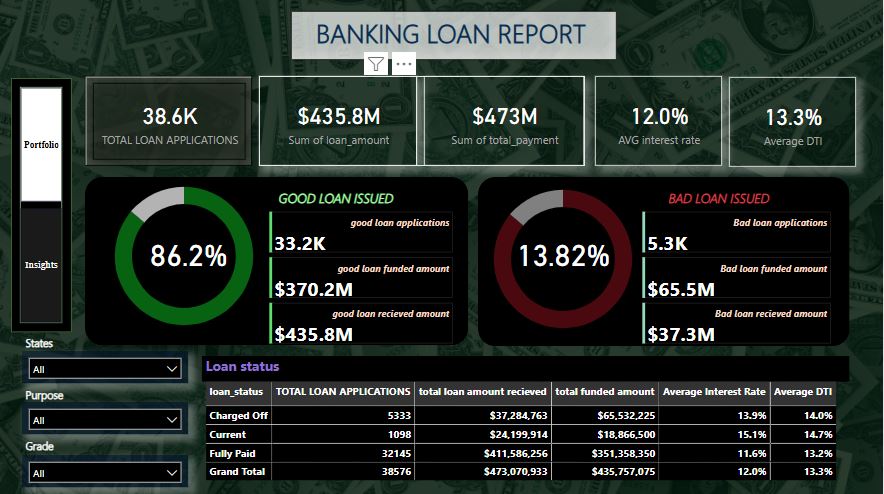 BANKING LOAN REPORT
Portfolio
Insights
38.6K
TOTAL LOAN APPLICATIONS
$435.8M
Sum of loan_amount
$473M
Sum of total_payment
12.0%
AVG interest rate
13.3%
Average DTI
86.2%
GOOD LOAN ISSUED
good loan applications
33.2K
good loan funded amount
$370.2M
good loan recieved amount
$435.8M
13.82%
BAD LOAN ISSUED
Bad loan applications
5.3K
Bad loan funded amount
$65.5M
Bad loan recieved amount
$37.3M
States
All
Purpose
All
Grade
All
Loan status
loan_status TOTAL LOAN APPLICATIONS total loan amount recieved total funded amount Average Interest Rate Average DTI
Charged Off 5333 $37,284,763 $65,532,225 13.9% 14.0%
Current 1098 $24,199,914 $18,866,500 15.1% 14.7%
Fully Paid 32145 $411,586,256 $351,358,350 11.6% 13.2%
Grand Total 38576 $473,070,933 $435,757,075 12.0% 13.3%